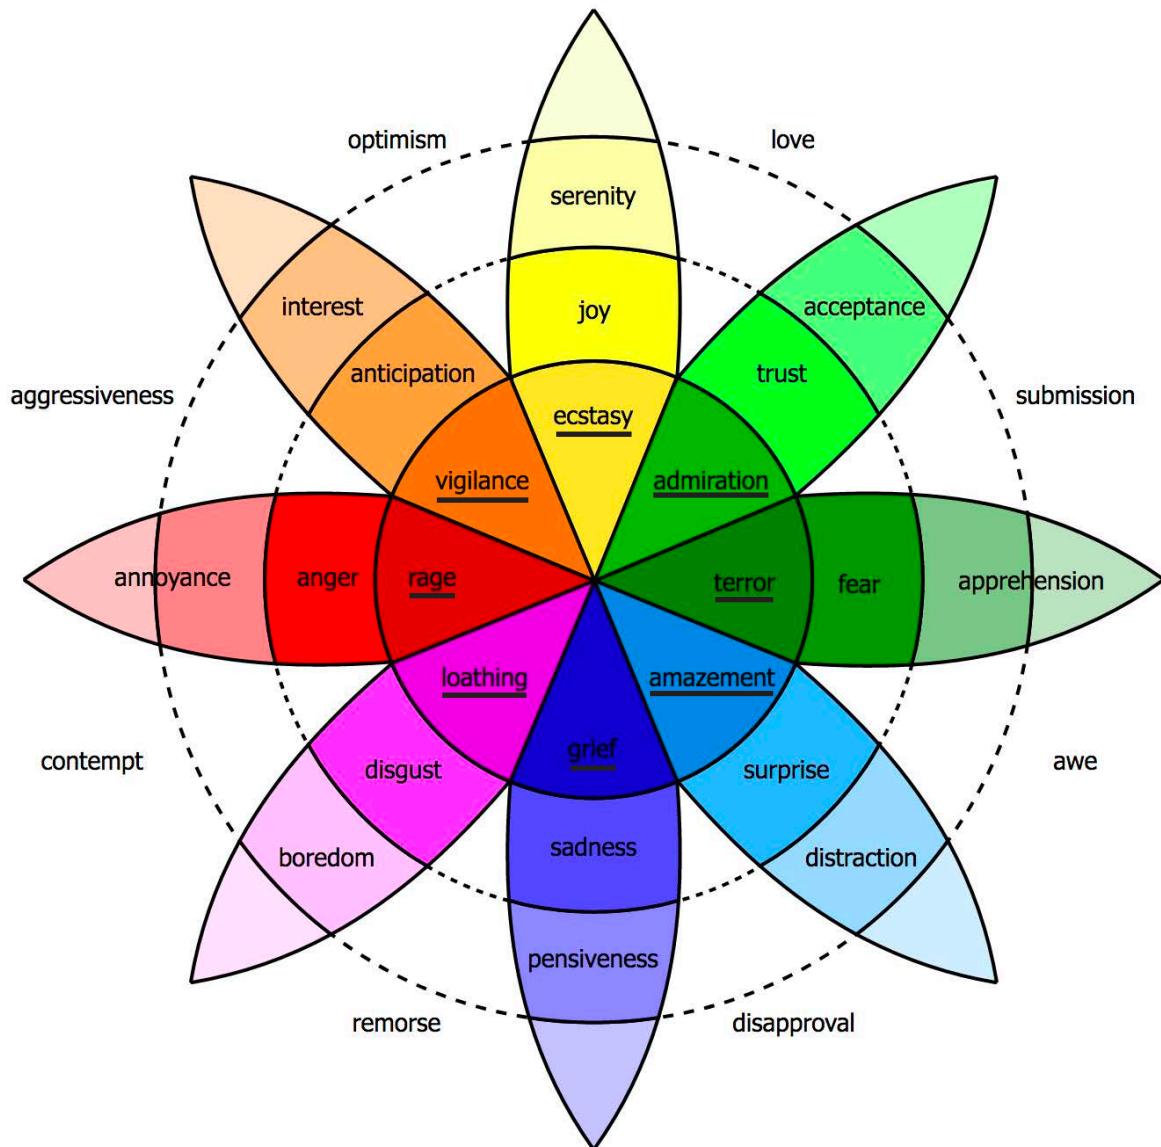 optimism
love
serenity
interest
joy
acceptance
anticipation
trust
aggressiveness
submission
ecstasy
vigilance
admiration
annoyance
anger
rage
terror
fear
apprehension
loathing
amazement
contempt
awe
grief
disgust
surprise
boredom
sadness
distraction
pensiveness
remorse
disapproval